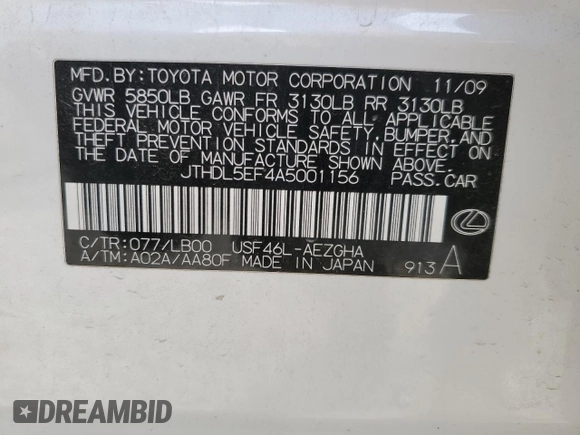 MFD. BY: TOYOTA MOTOR CORPORATION 11/09
GVWR 5850LB GAWR FR 3130LB RR 3130LB
THIS VEHICLE CONFORMS TO ALL APPLICABLE
FEDERAL MOTOR VEHICLE SAFETY, BUMPER, AND
THEFT PREVENTION STANDARDS IN EFFECT ON
THE DATE OF MANUFACTURE SHOWN ABOVE.
JTHDL5EF4A5001156 PASS.CAR
C/TR:077/LB00 USF46L-AEZGHA
A/TM:A02A/AA80F MADE IN JAPAN 913 A
DREAMBID